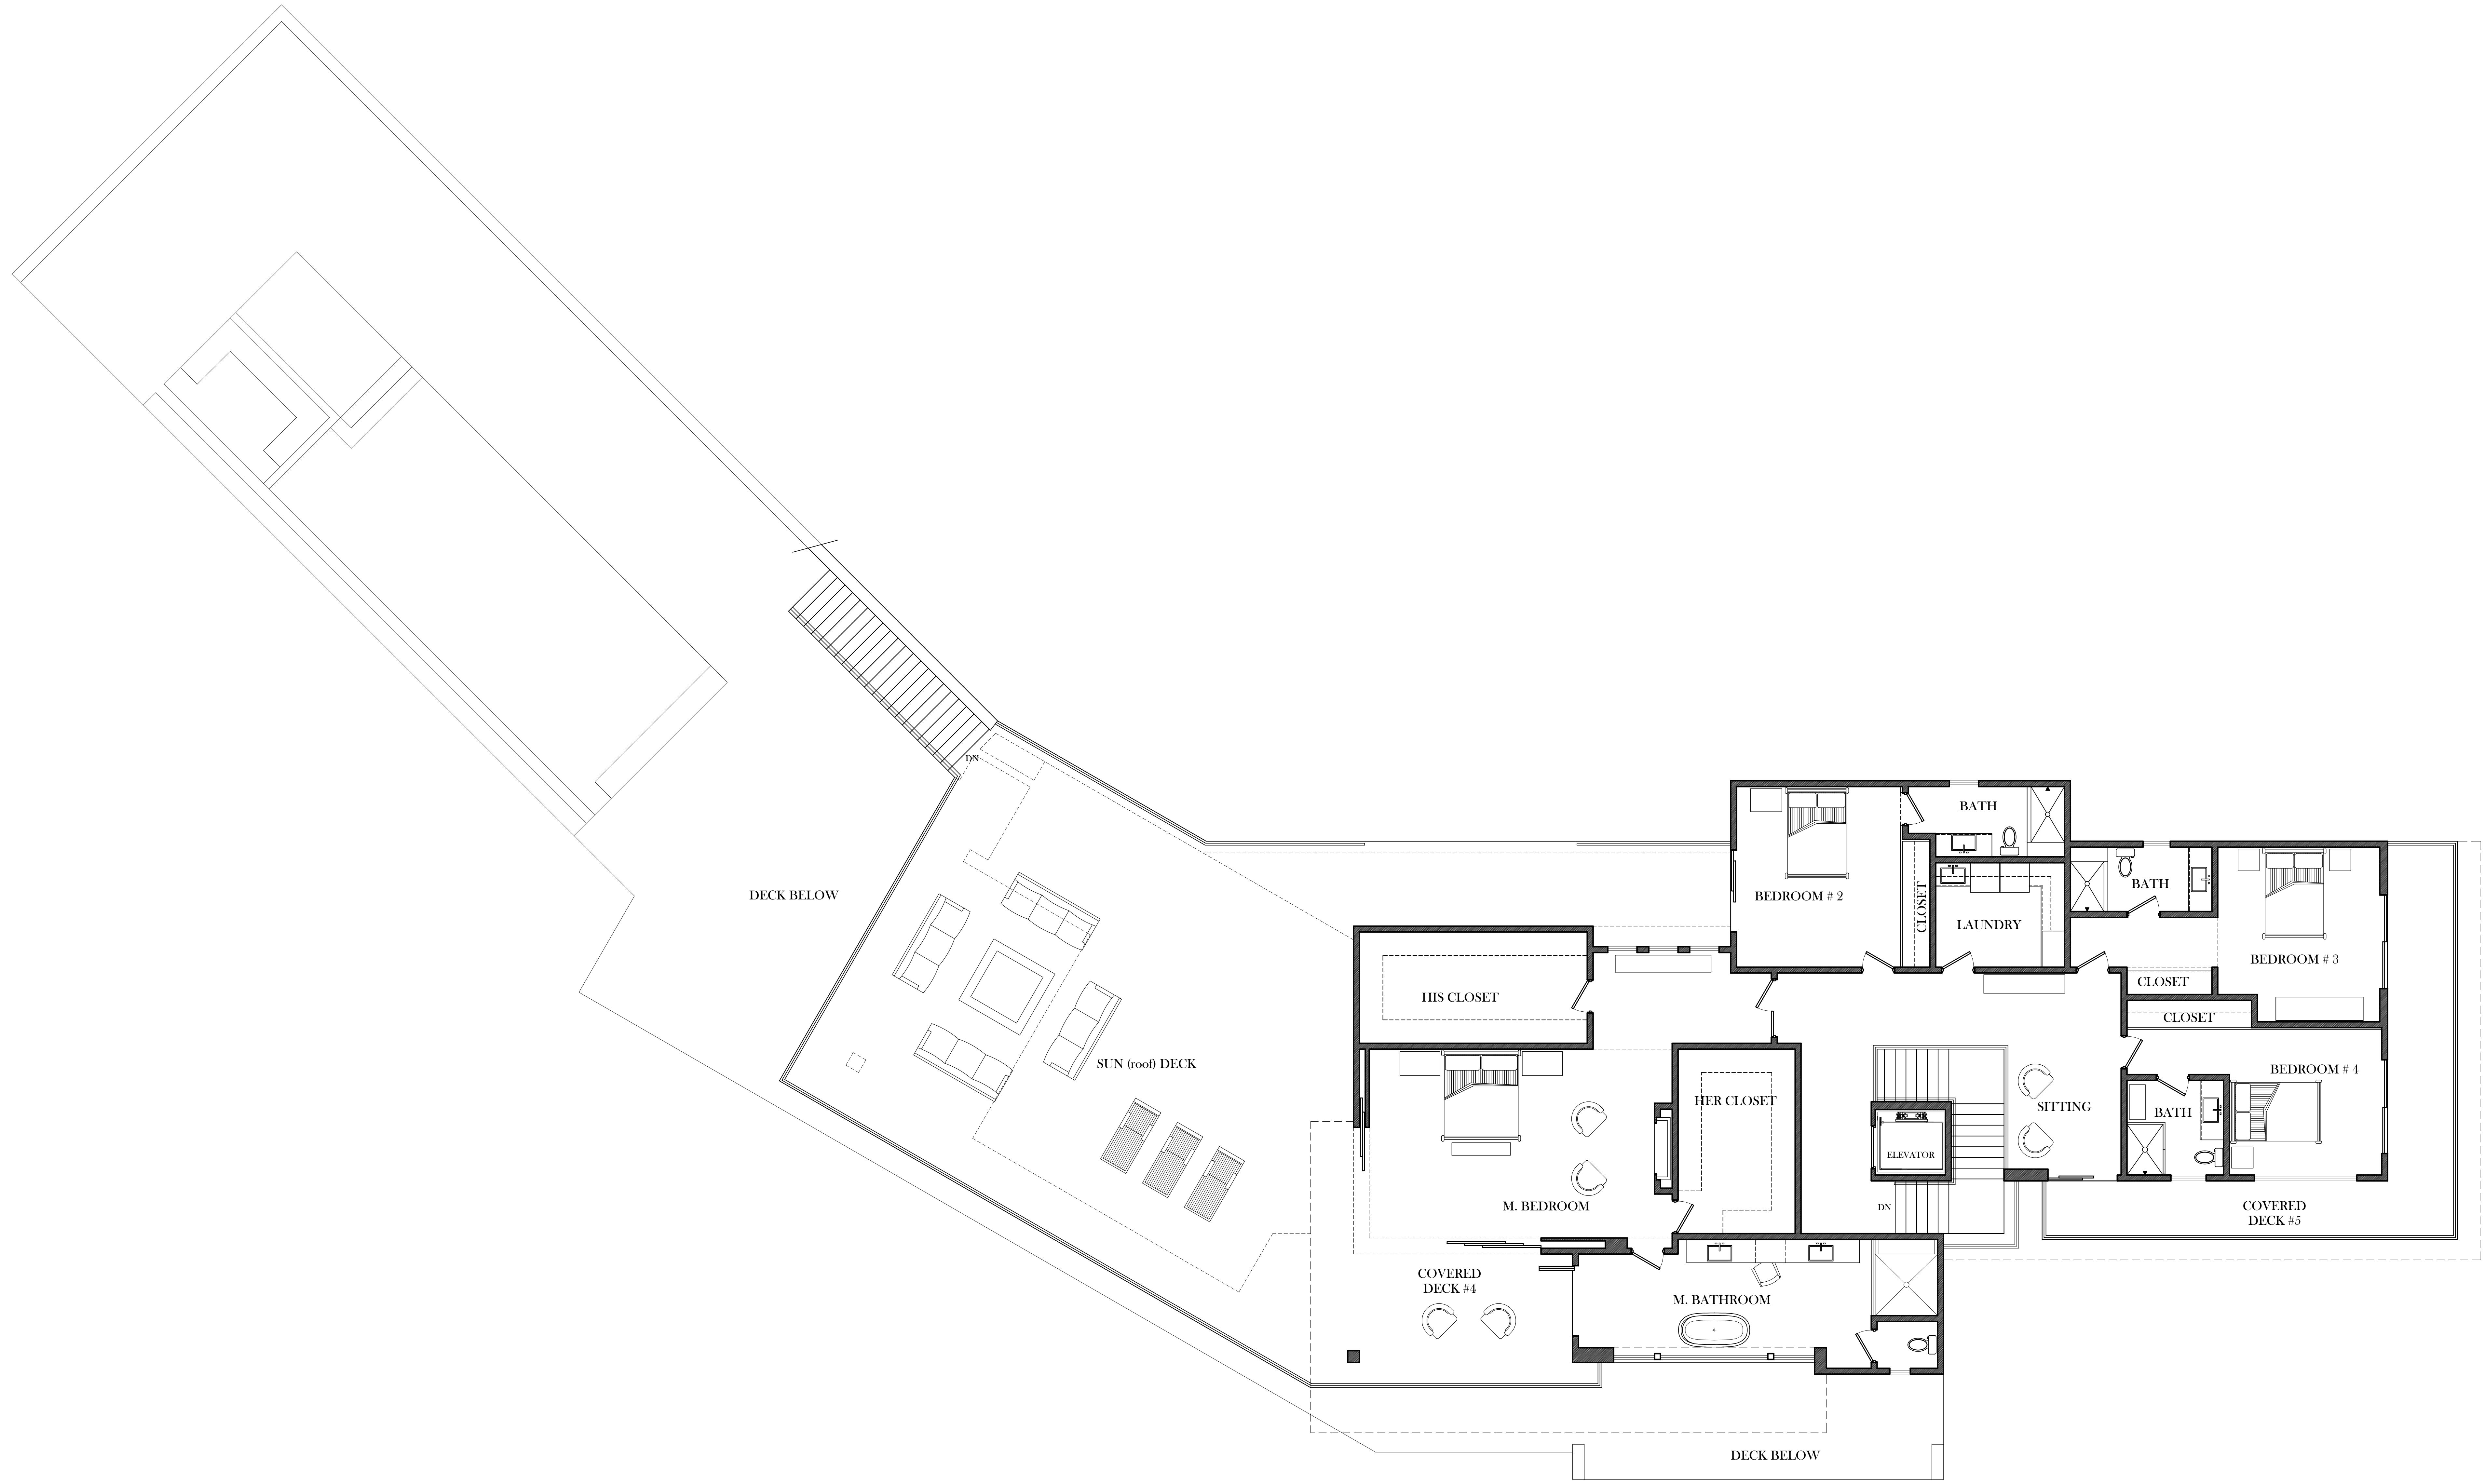 DN
BATH
BATH
DECK BELOW
BEDROOM # 2
CLOSET
LAUNDRY
BEDROOM # 3
CLOSET
HIS CLOSET
CLOSET
SUN (roof) DECK
BEDROOM # 4
HER CLOSET
SITTING
BATH
ELEVATOR
M. BEDROOM
DN
COVERED
DECK #5
COVERED
DECK #4
M. BATHROOM
DECK BELOW